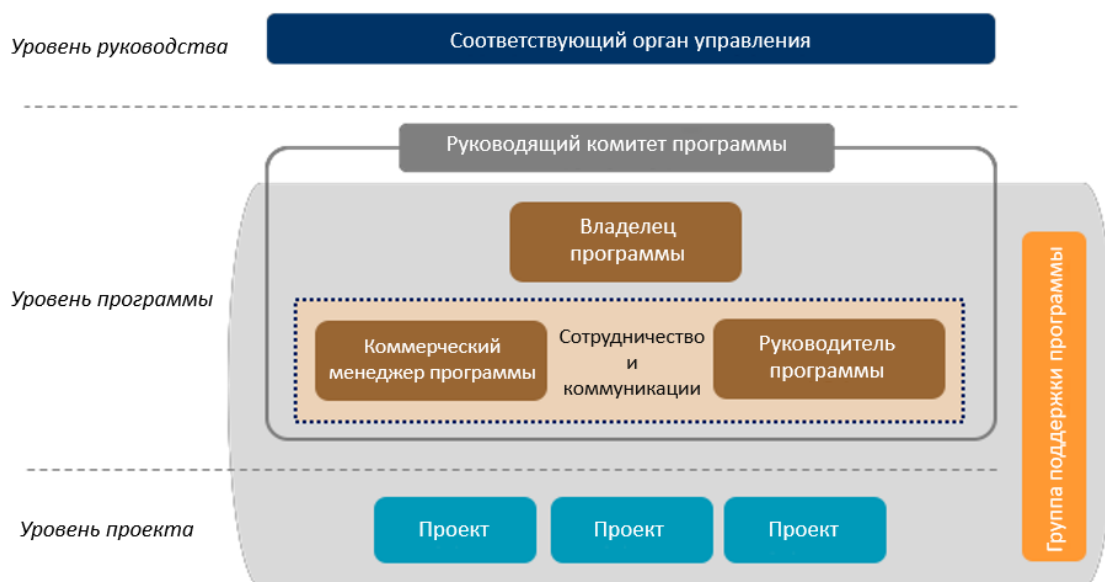 Уровень руководства
Соответствующий орган управления
Руководящий комитет программы
Владелец
программы
Уровень программы
Коммерческий
менеджер программы
Сотрудничество
и
коммуникации
Руководитель
программы
Группа поддержки программы
Уровень проекта
Проект
Проект
Проект